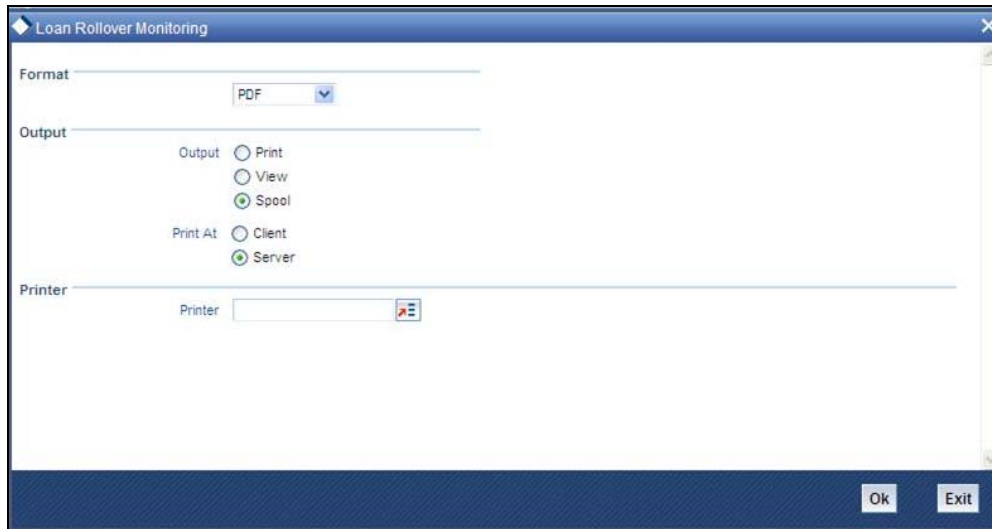 Loan Rollover Monitoring
Format
PDF
Output
Output Print
View
Spool
Print At Client
Server
Printer
Printer
Ok Exit